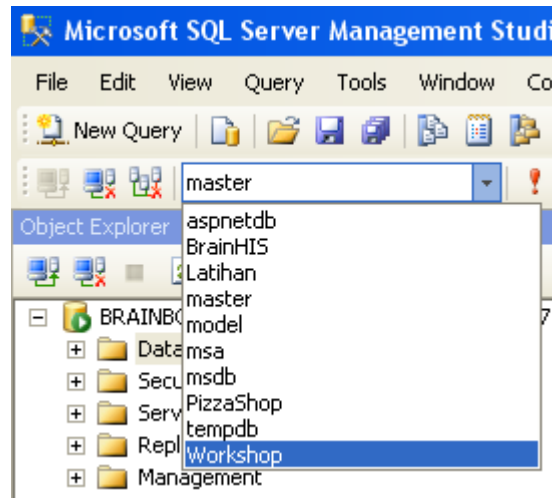 Microsoft SQL Server Management Studi
File Edit View Query Tools Window Co
New Query
master
Object Explorer
aspnetdb
BrainHIS
Latihan
master
model
msa
msdb
PizzaShop
tempdb
Workshop
BRAINBO 7
Data
Secu
Serv
Repl
Management